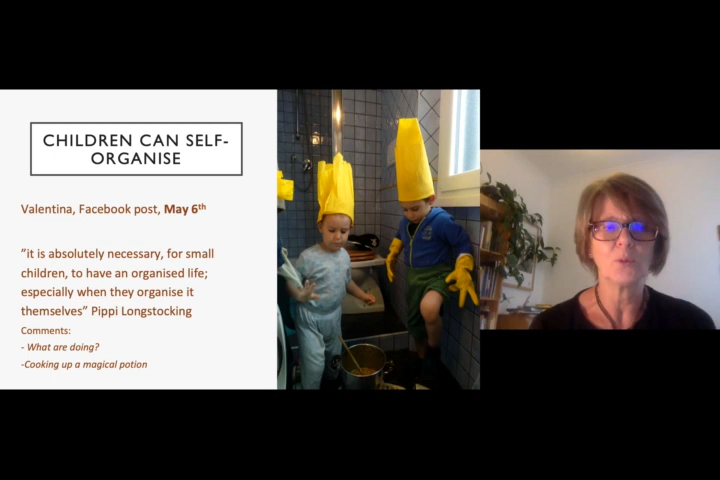 CHILDREN CAN SELF-
ORGANISE
Valentina, Facebook post, May 6th
"it is absolutely necessary, for small
children, to have an organised life;
especially when they organise it
themselves" Pippi Longstocking
Comments:
- What are doing?
-Cooking up a magical potion